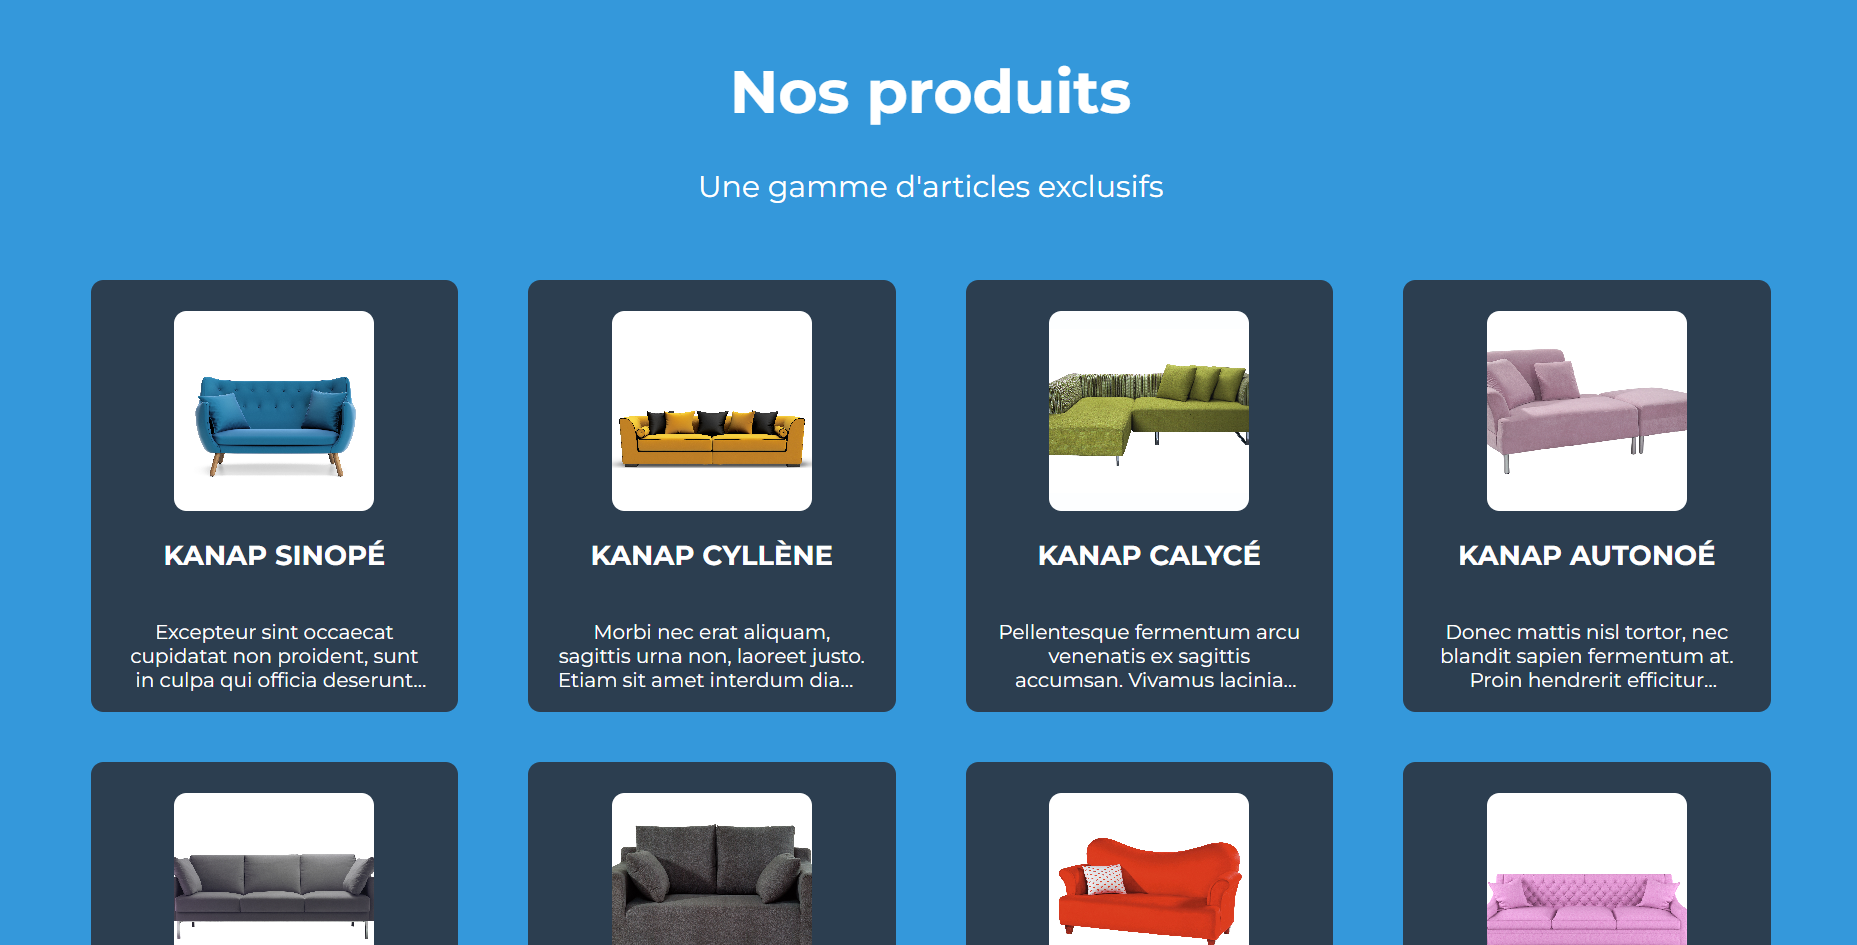 Nos produits
Une gamme d'articles exclusifs
KANAP SINOPÉ
Excepteur sint occaecat
cupidatat non proident, sunt
in culpa qui officia deserunt...
KANAP CYLLÈNE
Morbi nec erat aliquam,
sagittis urna non, laoreet justo.
Etiam sit amet interdum dia...
KANAP CALYCÉ
Pellentesque fermentum arcu
venenatis ex sagittis
accumsan. Vivamus lacinia...
KANAP AUTONOÉ
Donec mattis nisl tortor, nec
blandit sapien fermentum at.
Proin hendrerit efficitur...